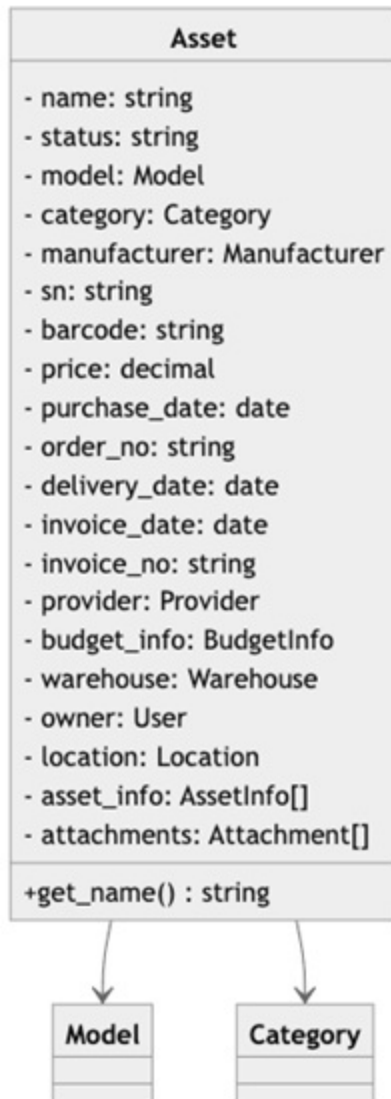 Asset
- name: string
- status: string
- model: Model
- category: Category
- manufacturer: Manufacturer
- sn: string
- barcode: string
- price: decimal
- purchase_date: date
- order_no: string
- delivery_date: date
- invoice_date: date
- invoice_no: string
- provider: Provider
- budget_info: BudgetInfo
- warehouse: Warehouse
- owner: User
- location: Location
- asset_info: AssetInfo[]
- attachments: Attachment[]
+get_name() : string
Model
Category